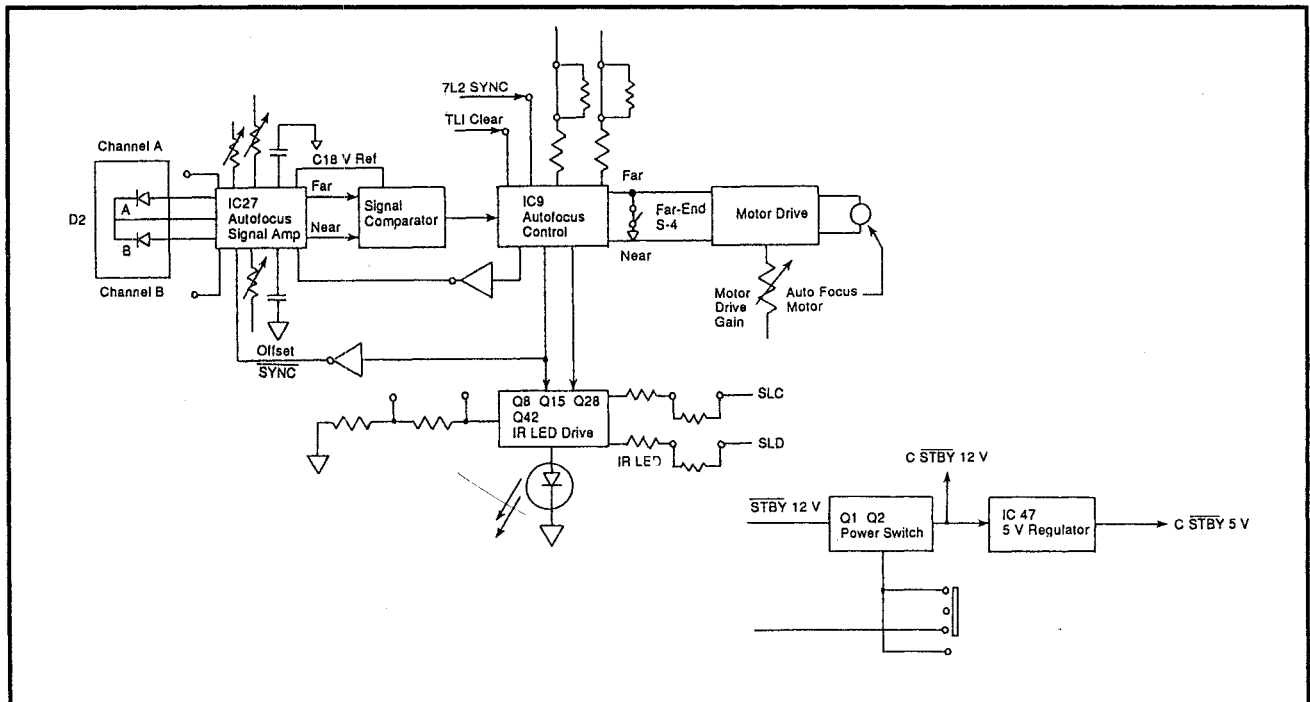 7L2 SYNC
TLI Clear
Channel A
C18 V Ref
Far
Far
D2
A
B
IC27
Autofocus
Signal Amp
Near
Signal
Comparator
IC9
Autofocus
Control
Far-End
S-4
Near
Motor Drive
Channel B
Motor
Drive
Gain
Auto Focus
Motor
Offset
SYNC
Q8 Q15 Q28
Q42
IR LED Drive
SLC
SLD
IR LED
C STBY 12 V
STBY 12 V
Q1 Q2
Power Switch
IC 47
5 V Regulator
C STBY 5 V